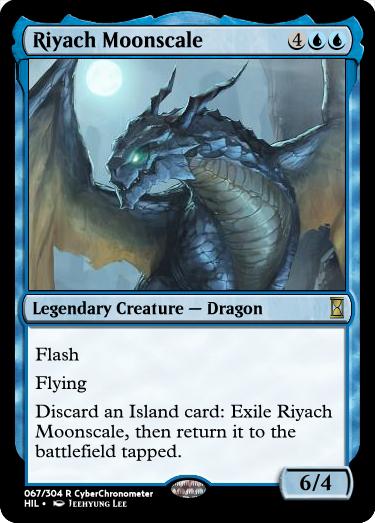 Riyach Moonscale 4
Legendary Creature — Dragon
Flash
Flying
Discard an Island card: Exile Riyach
Moonscale, then return it to the
battlefield tapped.
6/4
067/304 R CyberChronometer
HIL • Jeehyung Lee